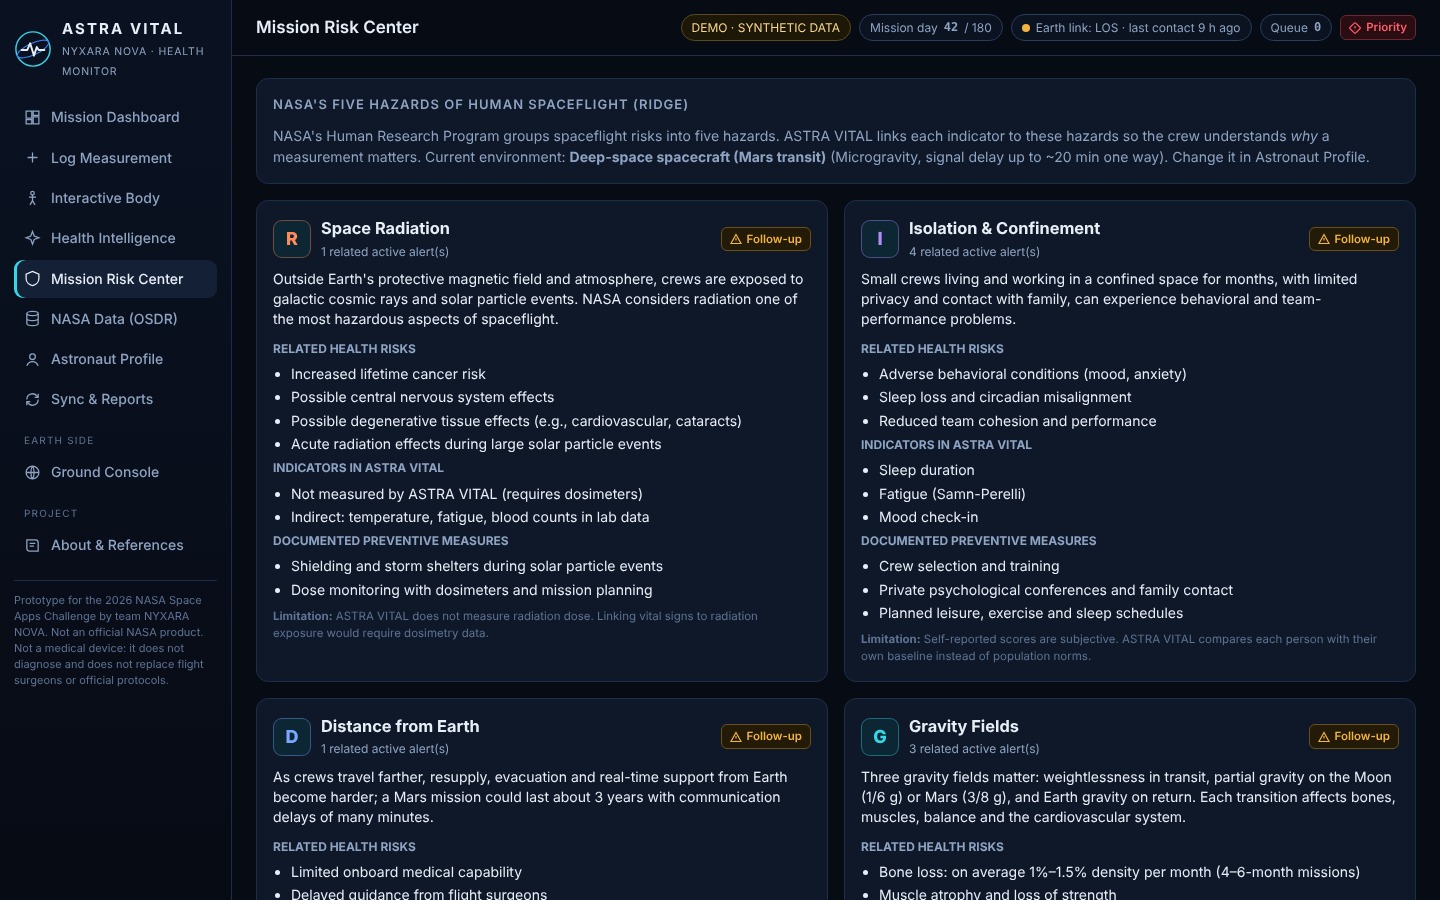 ASTRA VITAL
NYXARA NOVA · HEALTH
MONITOR
Mission Dashboard
Log Measurement
Interactive Body
Health Intelligence
Mission Risk Center
NASA Data (OSDR)
Astronaut Profile
Sync & Reports
EARTH SIDE
Ground Console
PROJECT
About & References
Prototype for the 2026 NASA Space
Apps Challenge by team NYXARA
NOVA. Not an official NASA product.
Not a medical device: it does not
diagnose and does not replace flight
surgeons or official protocols.
Mission Risk Center
DEMO · SYNTHETIC DATA
Mission day 42 / 180
Earth link: LOS · last contact 9 h ago
Queue 0
Priority
NASA'S FIVE HAZARDS OF HUMAN SPACEFLIGHT (RIDGE)
NASA's Human Research Program groups spaceflight risks into five hazards. ASTRA VITAL links each indicator to these hazards so the crew understands why a
measurement matters. Current environment: Deep-space spacecraft (Mars transit) (Microgravity, signal delay up to ~20 min one way). Change it in Astronaut Profile.
R
Space Radiation
1 related active alert(s)
Follow-up
Outside Earth's protective magnetic field and atmosphere, crews are exposed to
galactic cosmic rays and solar particle events. NASA considers radiation one of
the most hazardous aspects of spaceflight.
RELATED HEALTH RISKS
• Increased lifetime cancer risk
• Possible central nervous system effects
• Possible degenerative tissue effects (e.g., cardiovascular, cataracts)
• Acute radiation effects during large solar particle events
INDICATORS IN ASTRA VITAL
• Not measured by ASTRA VITAL (requires dosimeters)
• Indirect: temperature, fatigue, blood counts in lab data
DOCUMENTED PREVENTIVE MEASURES
• Shielding and storm shelters during solar particle events
• Dose monitoring with dosimeters and mission planning
Limitation: ASTRA VITAL does not measure radiation dose. Linking vital signs to radiation
exposure would require dosimetry data.
I
Isolation & Confinement
4 related active alert(s)
Follow-up
Small crews living and working in a confined space for months, with limited
privacy and contact with family, can experience behavioral and team-
performance problems.
RELATED HEALTH RISKS
• Adverse behavioral conditions (mood, anxiety)
• Sleep loss and circadian misalignment
• Reduced team cohesion and performance
INDICATORS IN ASTRA VITAL
• Sleep duration
• Fatigue (Samn-Perelli)
• Mood check-in
DOCUMENTED PREVENTIVE MEASURES
• Crew selection and training
• Private psychological conferences and family contact
• Planned leisure, exercise and sleep schedules
Limitation: Self-reported scores are subjective. ASTRA VITAL compares each person with their
own baseline instead of population norms.
D
Distance from Earth
1 related active alert(s)
Follow-up
As crews travel farther, resupply, evacuation and real-time support from Earth
become harder; a Mars mission could last about 3 years with communication
delays of many minutes.
RELATED HEALTH RISKS
• Limited onboard medical capability
• Delayed guidance from flight surgeons
G
Gravity Fields
3 related active alert(s)
Follow-up
Three gravity fields matter: weightlessness in transit, partial gravity on the Moon
(1/6 g) or Mars (3/8 g), and Earth gravity on return. Each transition affects bones,
muscles, balance and the cardiovascular system.
RELATED HEALTH RISKS
• Bone loss: on average 1%–1.5% density per month (4–6-month missions)
• Muscle atrophy and loss of strength